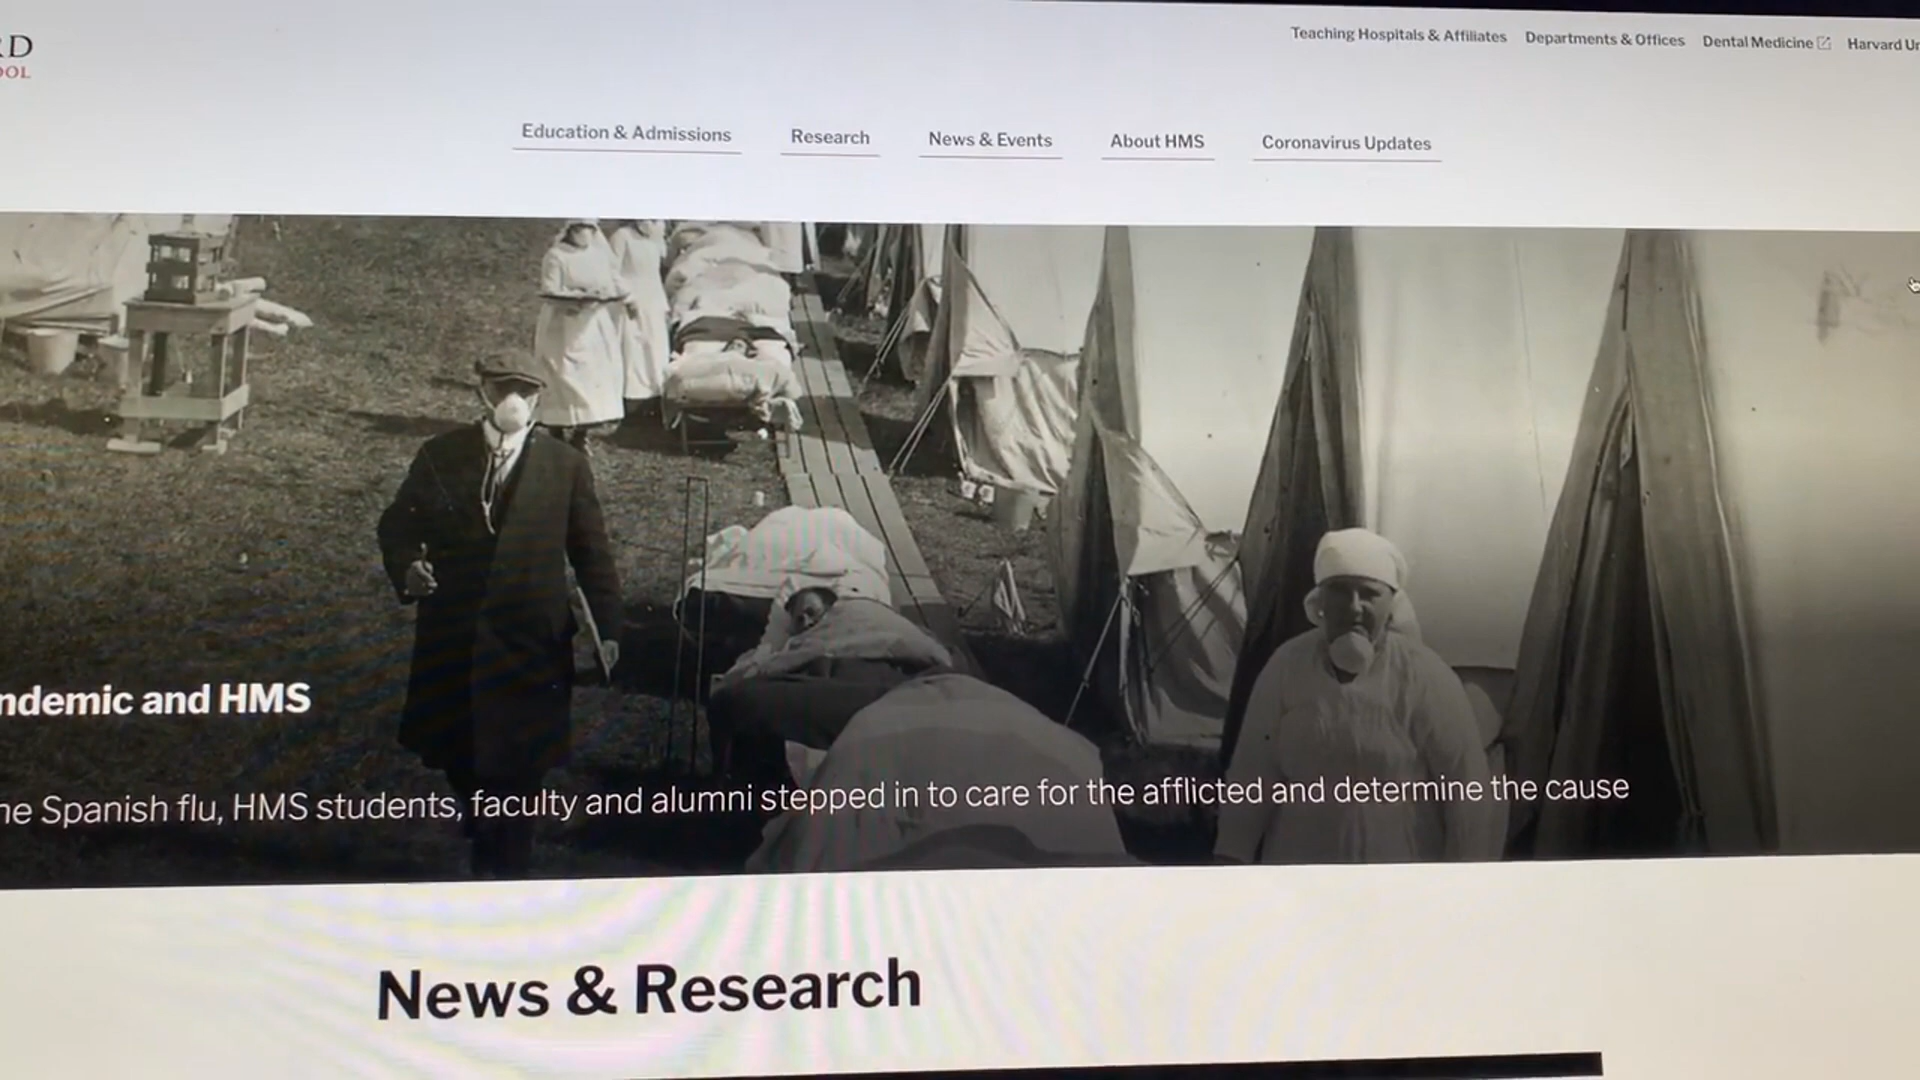 RD
OOL
Teaching Hospitals & Affiliates Departments & Offices Dental Medicine Harvard Un
Education & Admissions Research News & Events About HMS Coronavirus Updates
ndemic and HMS
he Spanish flu, HMS students, faculty and alumni stepped in to care for the afflicted and determine the cause
News & Research